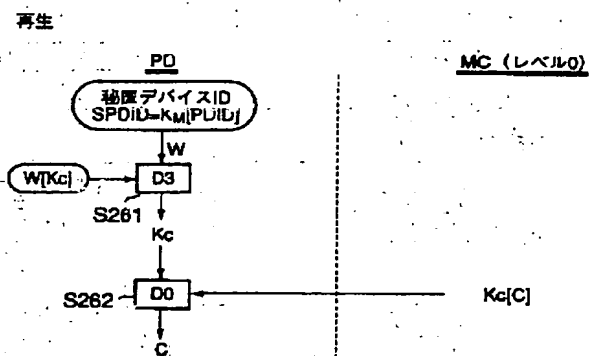 再生
PD
MC (レベル0)
秘匿デバイスID
SPDID=KM[PDID]
W
W[Kc]
D3
S261
Kc
S262
D0
Kc[C]
C